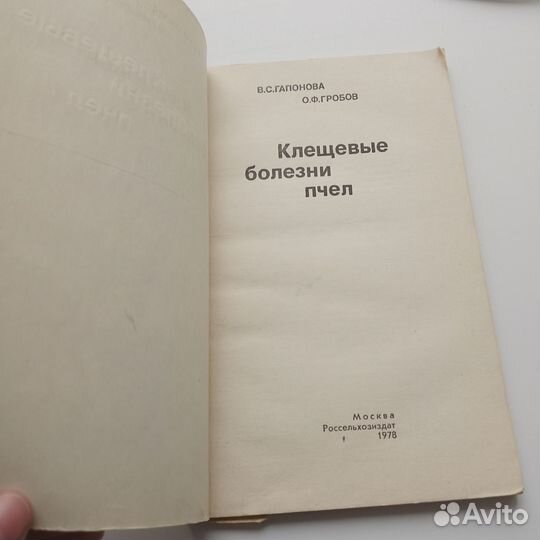 В.С.ГАПОНОВА
О.Ф.ГРОБОВ
Клещевые
болезни
пчел
Москва
Россельхозиздат
1978
Avito